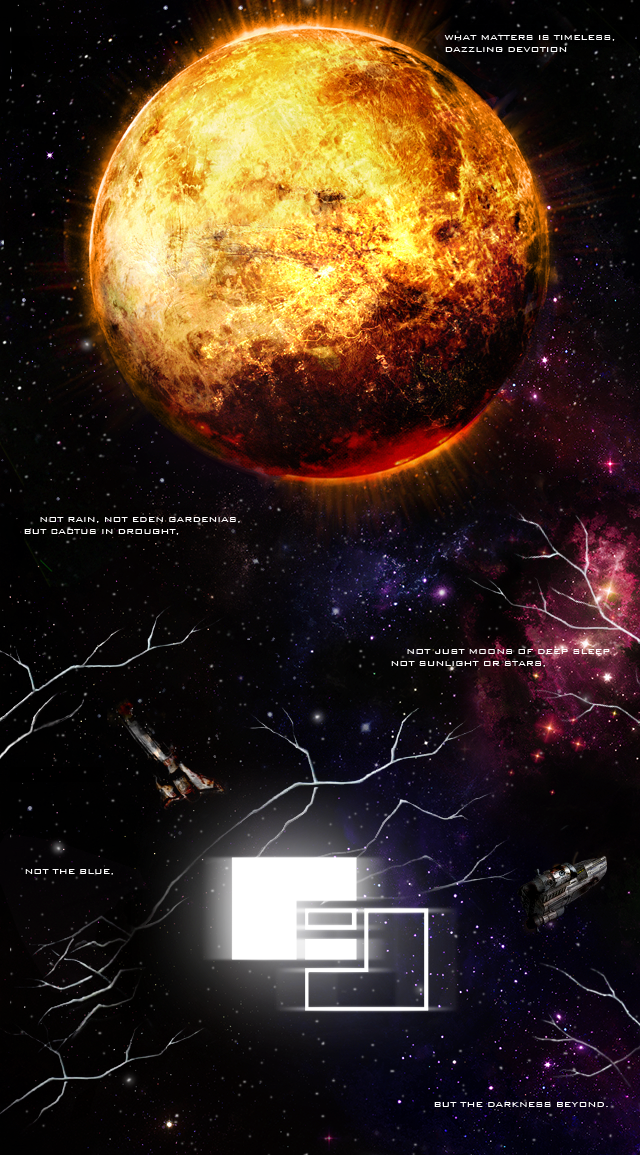 WHAT MATTERS IS TIMELESS,
DAZZLING DEVOTION
NOT RAIN, NOT EDEN GARDENIAS,
BUT CACTUS IN DROUGHT,
NOT JUST MOONS OF DEEP SLEEP,
NOT SUNLIGHT OR STARS,
NOT THE BLUE,
BUT THE DARKNESS BEYOND.